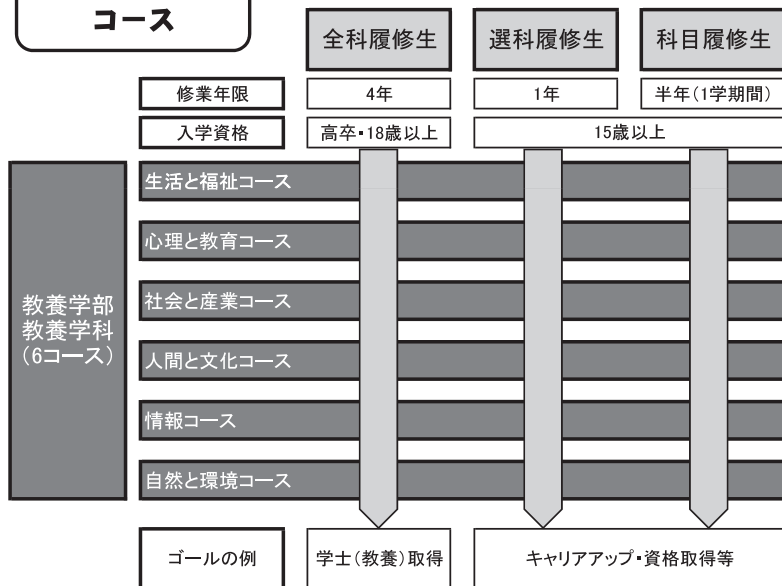 コース
全科履修生 選科履修生 科目履修生
修業年限 4年 1年 半年(1学期間)
入学資格 高卒・18歳以上 15歳以上
生活と福祉コース
心理と教育コース
社会と産業コース
人間と文化コース
情報コース
自然と環境コース
教養学部
教養学科
(6コース)
ゴールの例 学士(教養)取得 キャリアアップ・資格取得等